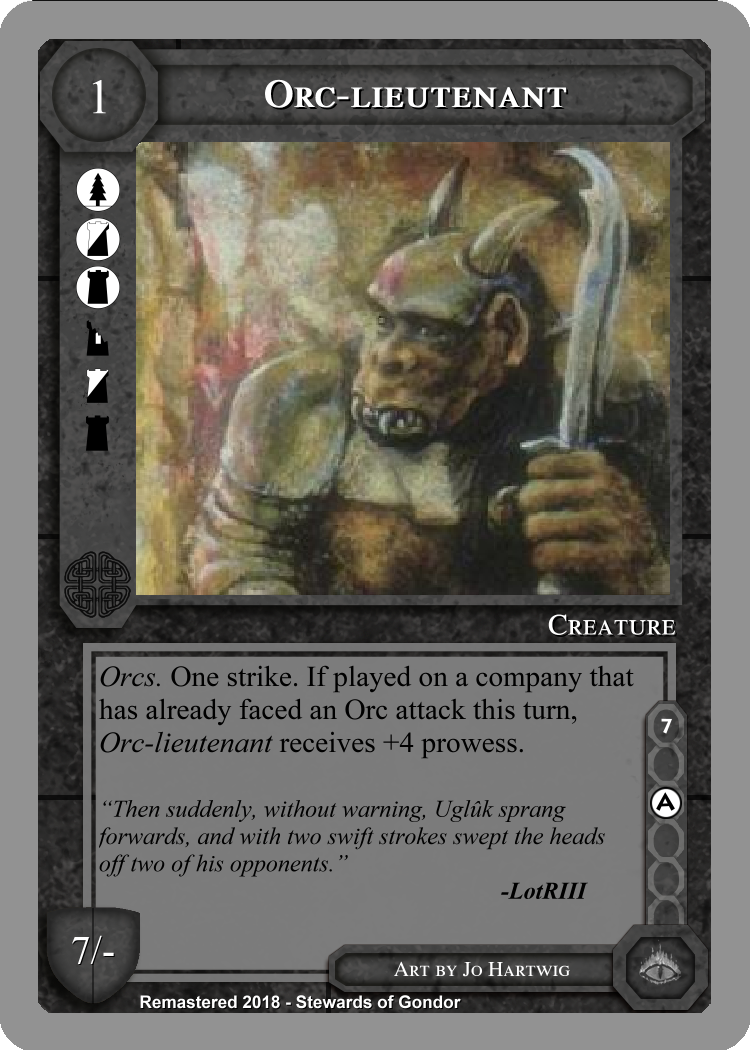 1
Orc-lieutenant
Creature
Orcs. One strike. If played on a company that
has already faced an Orc attack this turn,
Orc-lieutenant receives +4 prowess.
7
A
“Then suddenly, without warning, Uglûk sprang
forwards, and with two swift strokes swept the heads
off two of his opponents.”
-LotRIII
7/-
Art by Jo Hartwig
Remastered 2018 - Stewards of Gondor